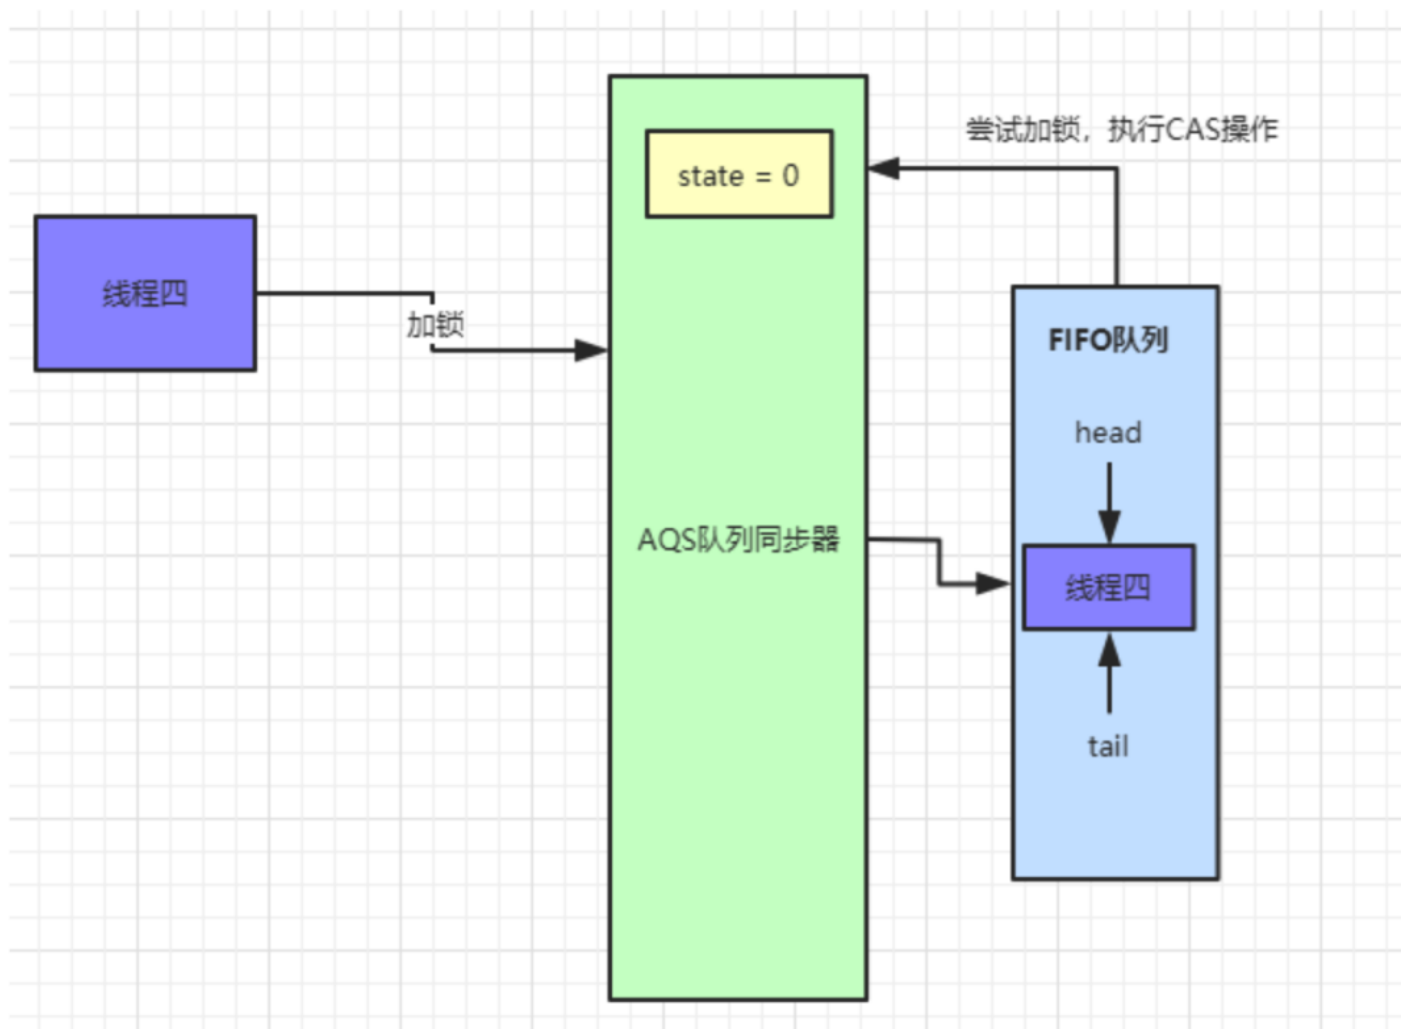 尝试加锁，执行CAS操作
state = 0
线程四
加锁
FIFO队列
head
AQS队列同步器
线程四
tail